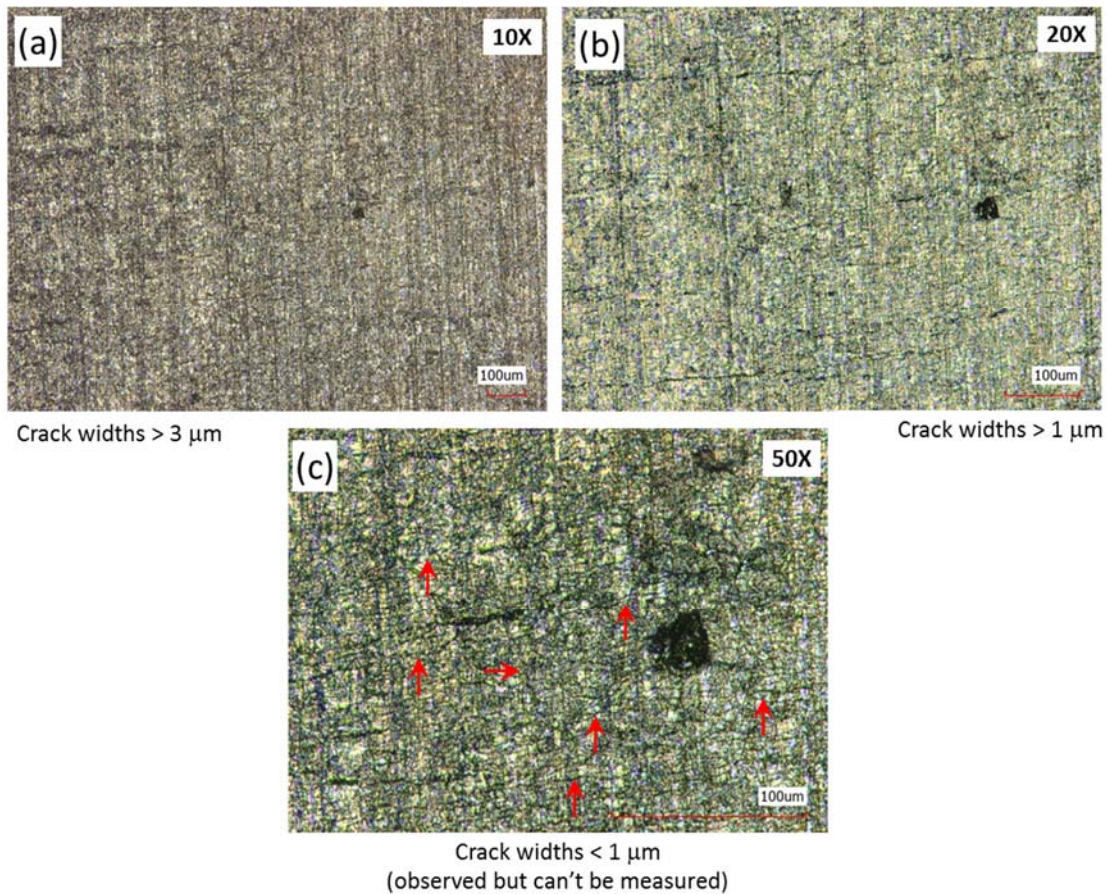 (a)
10X
100um
Crack widths > 3 μm
(b)
20X
100um
Crack widths > 1 μm
(c)
50X
100um
Crack widths < 1 μm
(observed but can't be measured)